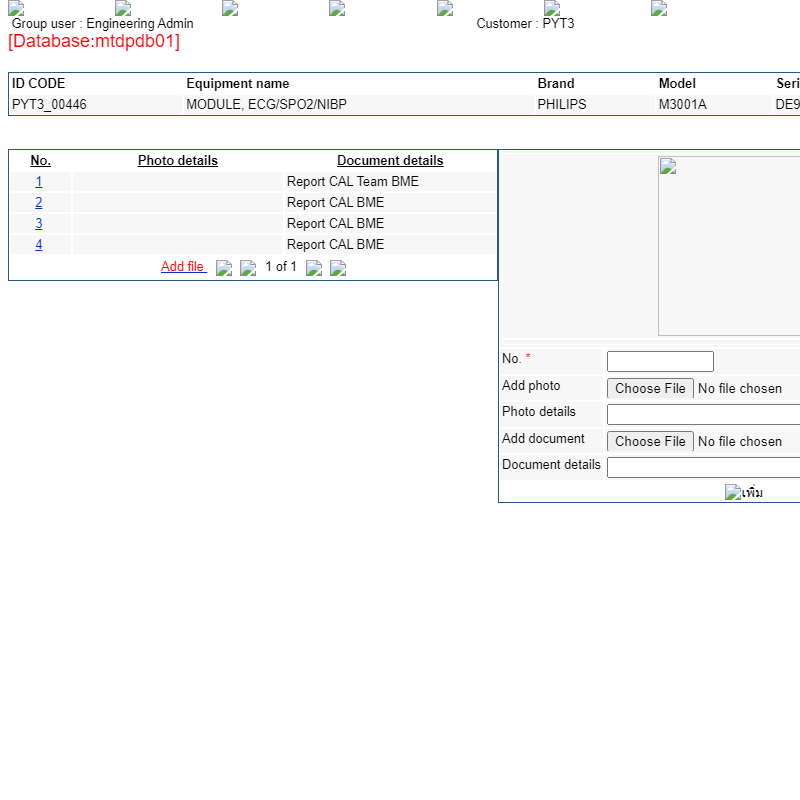 Group user : Engineering Admin Customer : PYT3
[Database:mtdpdb01]
ID CODE Equipment name Brand Model Seri
PYT3_00446 MODULE, ECG/SPO2/NIBP PHILIPS M3001A DE9
No. Photo details Document details
1 Report CAL Team BME
2 Report CAL BME
3 Report CAL BME
4 Report CAL BME
Add file 1 of 1
No. *
Add photo Choose File No file chosen
Photo details
Add document Choose File No file chosen
Document details
เพิ่ม